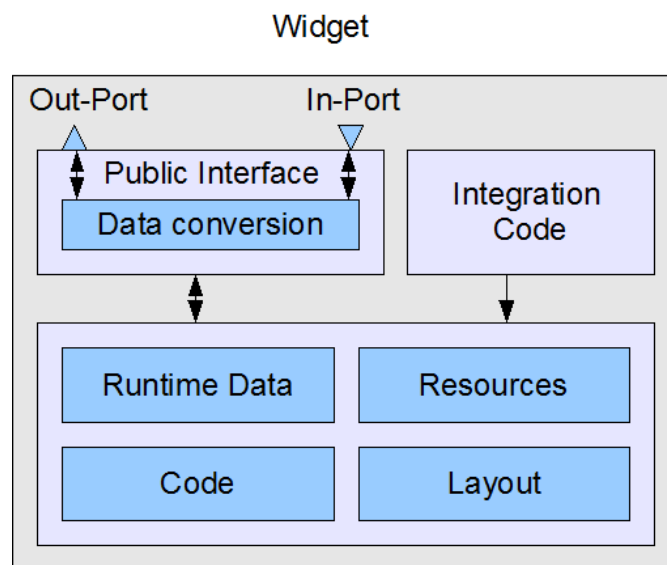 Widget
Out-Port
In-Port
Public Interface
Data conversion
Integration
Code
Runtime Data
Resources
Code
Layout